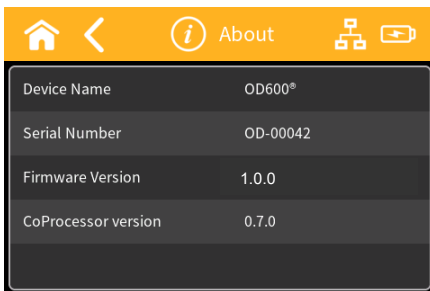 i About
Device Name OD600®
Serial Number OD-00042
Firmware Version 1.0.0
CoProcessor version 0.7.0